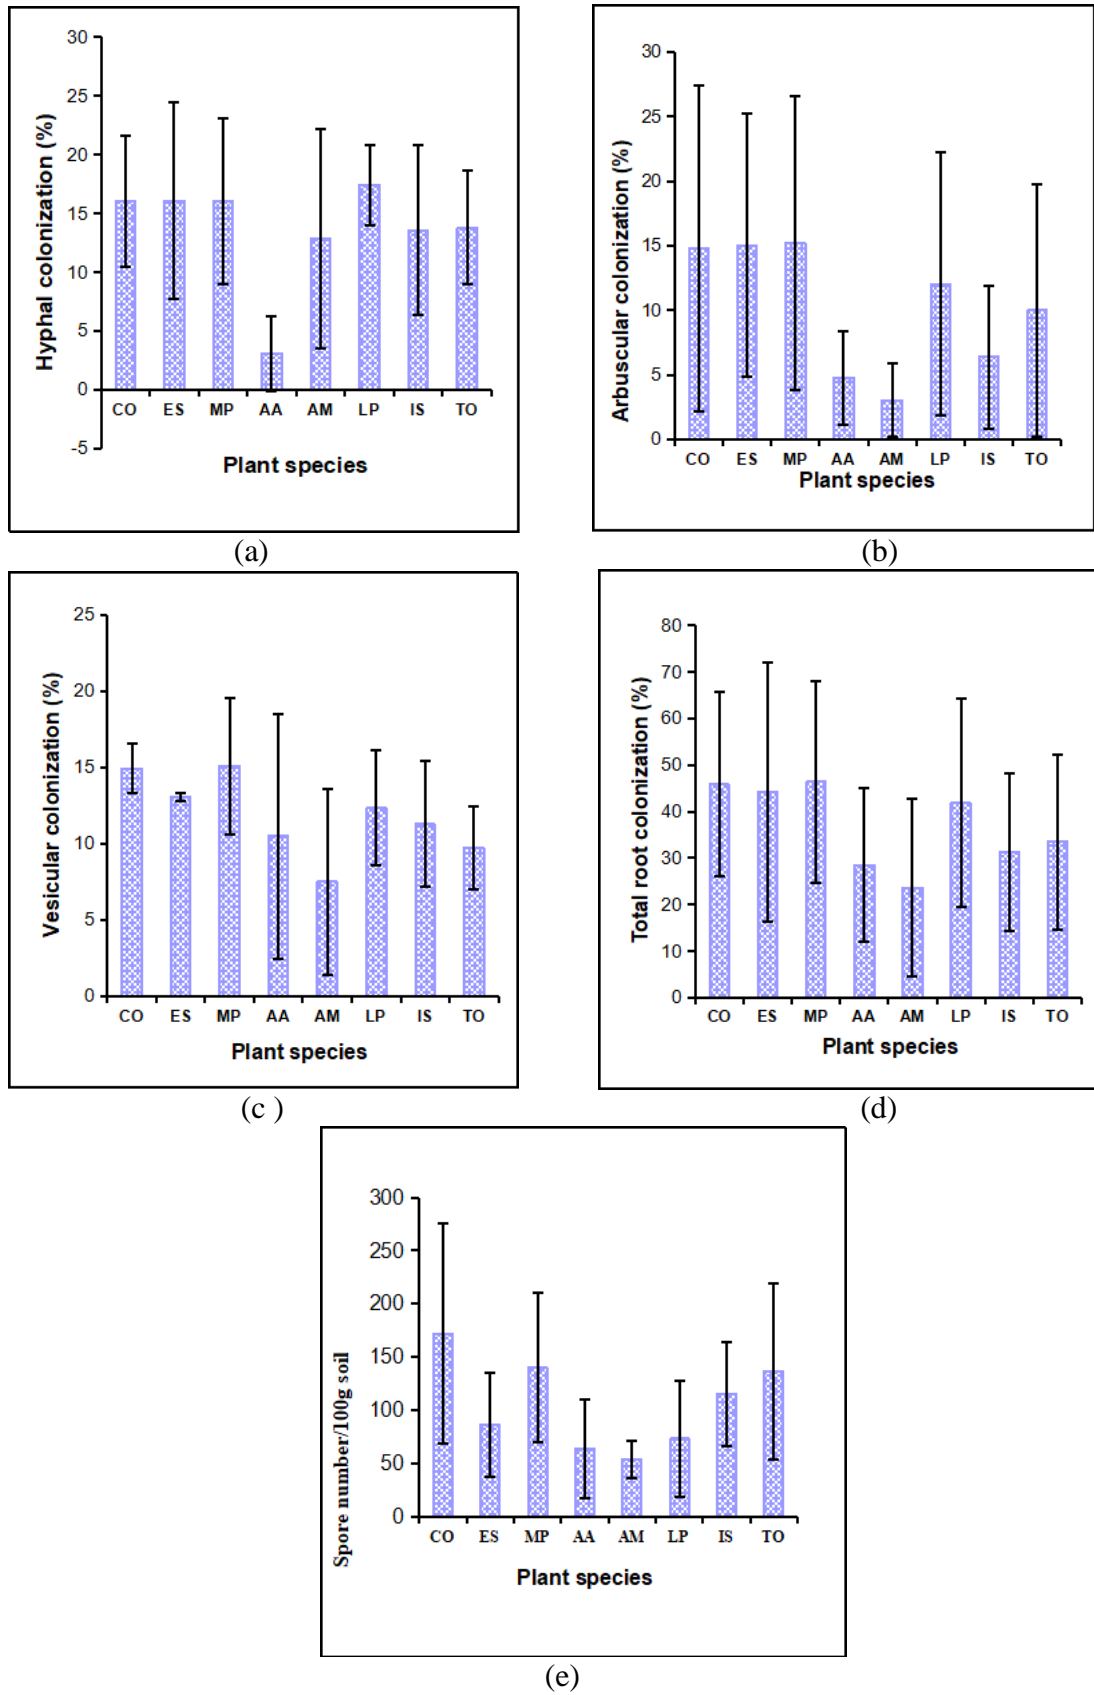 30
25
20
15
10
5
0
-5
Hyphal colonization (%)
CO ES MP AA AM LP IS TO
Plant species
(a)
30
25
20
15
10
5
0
Arbuscular colonization (%)
CO ES MP AA AM LP IS TO
Plant species
(b)
25
20
15
10
5
0
Vesicular colonization (%)
CO ES MP AA AM LP IS TO
Plant species
(c )
80
70
60
50
40
30
20
10
0
Total root colonization (%)
CO ES MP AA AM LP IS TO
Plant species
(d)
300
250
200
150
100
50
0
Spore number/100g soil
CO ES MP AA AM LP IS TO
Plant species
(e)